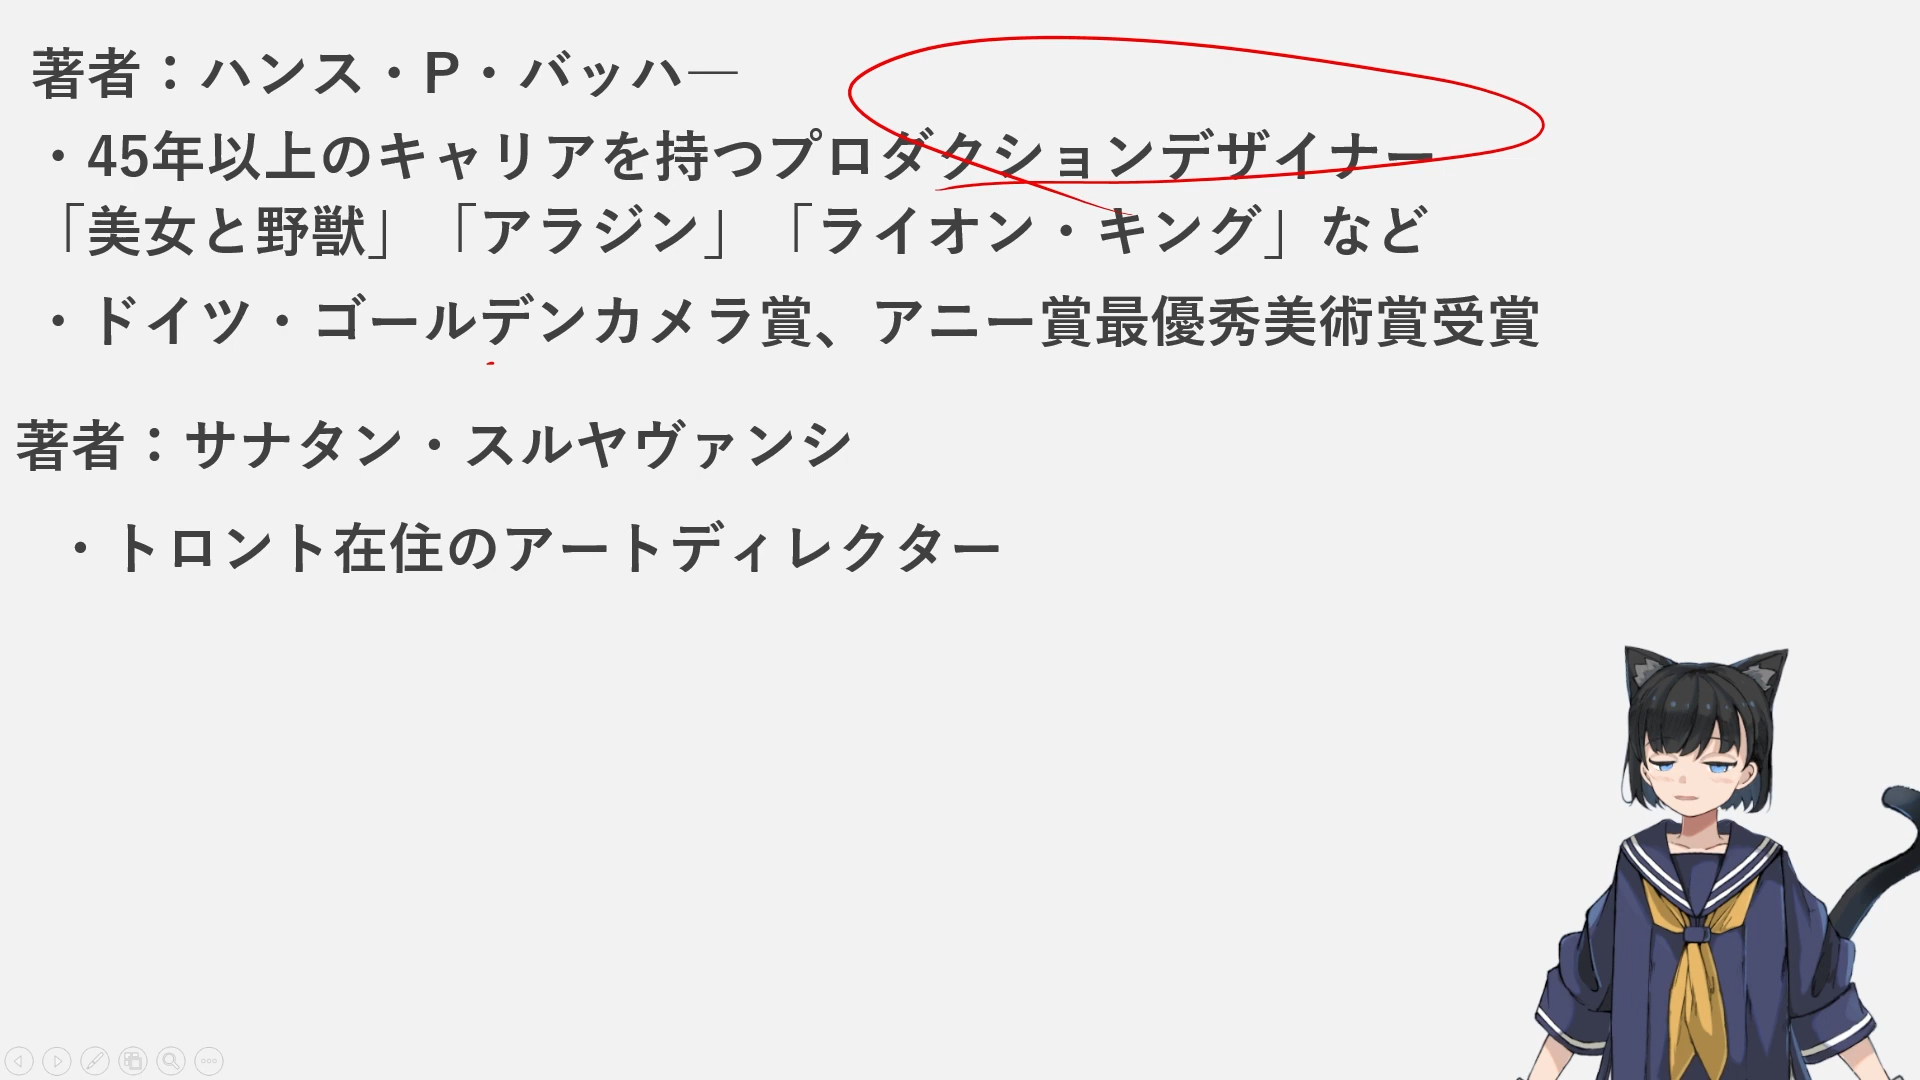 著者：ハンス・P・バッハ―
・45年以上のキャリアを持つプロダクションデザイナー
「美女と野獣」「アラジン」「ライオン・キング」など
・ドイツ・ゴールデンカメラ賞、アニー賞最優秀美術賞受賞
著者：サナタン・スルヤヴァンシ
・トロント在住のアートディレクター